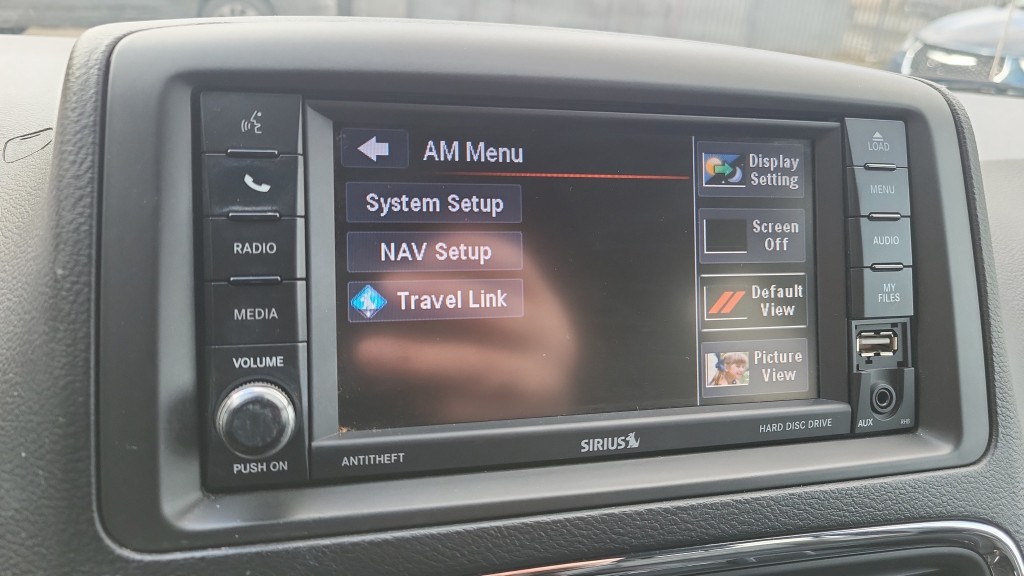 RADIO
MEDIA
VOLUME
PUSH ON
AM Menu
System Setup
NAV Setup
Travel Link
Display
Setting
Screen
Off
Default
View
Picture
View
LOAD
MENU
AUDIO
MY
FILES
AUX
RHB
ANTITHEFT
SIRIUS
HARD DISC DRIVE